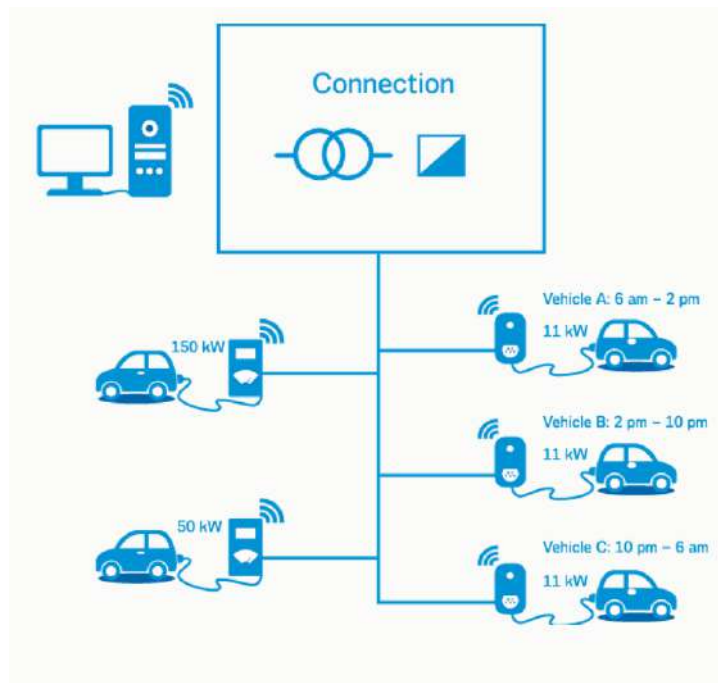 Connection
Vehicle A: 6 am – 2 pm
150 kW
11 kW
Vehicle B: 2 pm – 10 pm
11 kW
50 kW
Vehicle C: 10 pm – 6 am
11 kW